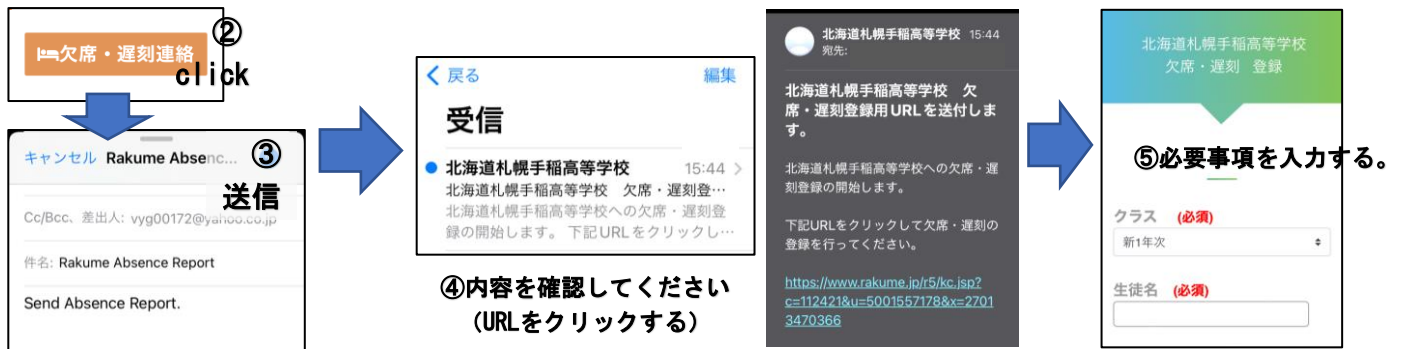 ②
欠席・遅刻連絡
click
キャンセル Rakume Absenc...
③
送信
Cc/Bcc、差出人: vyg00172@yahoo.co.jp
件名: Rakume Absence Report
Send Absence Report.
戻る
編集
受信
北海道札幌手稲高等学校 15:44
北海道札幌手稲高等学校 欠席・遅刻登…
北海道札幌手稲高等学校への欠席・遅刻登
録の開始します。 下記URLをクリックし…
④内容を確認してください
(URLをクリックする)
北海道札幌手稲高等学校 15:44
宛先:
北海道札幌手稲高等学校 欠
席・遅刻登録用URLを送付しま
す。
北海道札幌手稲高等学校への欠席・遅
刻登録の開始します。
下記URLをクリックして欠席・遅刻の
登録を行ってください。
https://www.rakume.jp/r5/kc.jsp?
c=112421&u=5001557178&x=2701
3470366
北海道札幌手稲高等学校
欠席・遅刻 登録
⑤必要事項を入力する。
クラス (必須)
新1年次
生徒名 (必須)